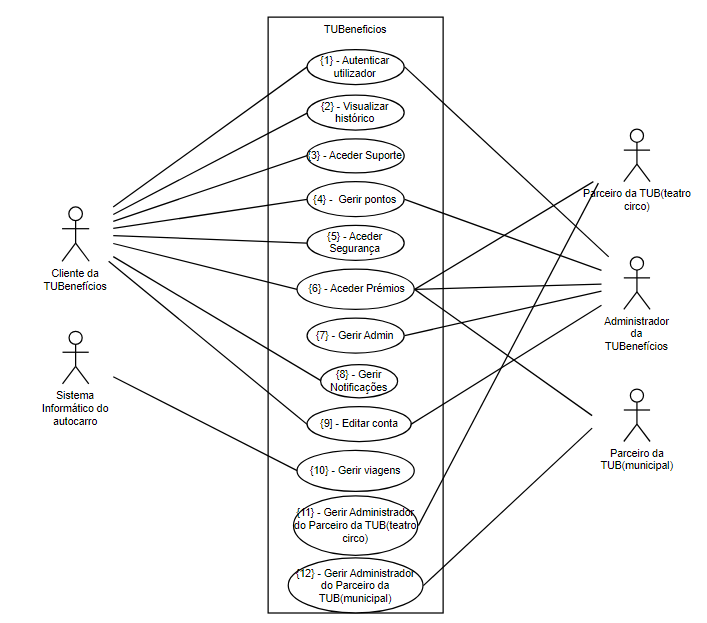 TUBenefícios
{1} - Autenticar
utilizador
{2} - Visualizar
histórico
{3} - Aceder Suporte
{4} -  Gerir pontos
{5} - Aceder
Segurança
{6} - Aceder Prémios
{7} - Gerir Admin
{8} - Gerir
Notificações
{9] - Editar conta
{10} - Gerir viagens
{11} - Gerir Administrador
do Parceiro da TUB(teatro
circo)
{12} - Gerir Administrador
do Parceiro da
TUB(municipal)
Cliente da
TUBenefícios
Sistema
Informático do
autocarro
Parceiro da TUB(teatro
circo)
Administrador
da
TUBenefícios
Parceiro da
TUB(municipal)